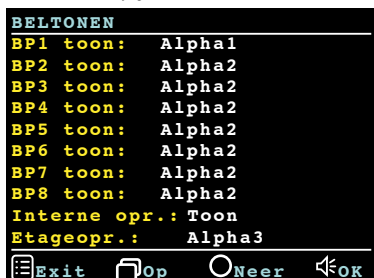 BELTONEN
BP1 toon: Alpha1
BP2 toon: Alpha2
BP3 toon: Alpha2
BP4 toon: Alpha2
BP5 toon: Alpha2
BP6 toon: Alpha2
BP7 toon: Alpha2
BP8 toon: Alpha2
Interne opr.: Toon
Etageopr.: Alpha3
Exit Op Neer OK